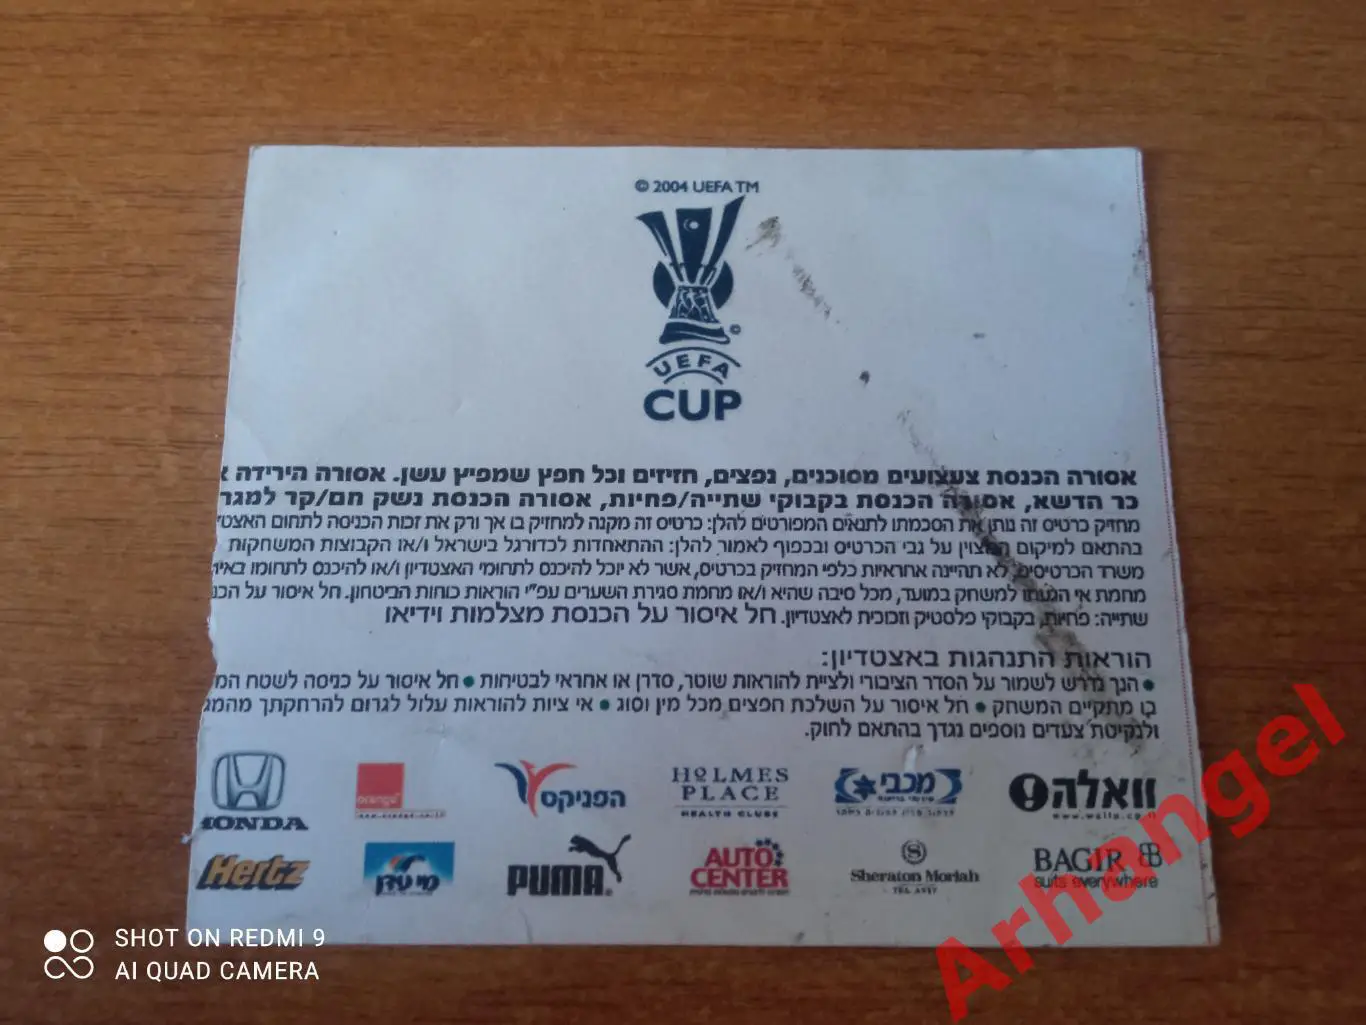 © 2004 UEFA TM
UEFA
CUP
אסורה הכנסת צעצועים מסוכנים, נפצים, חזיזים וכל חפץ שמפיץ עשן. אסורה הירידה
כר הדשא, אסורה הכנסת בקבוקי שתייה/פחיות, אסורה הכנסת נשק חם/קר למגר
מחזיק כרטיס זה נותן את הסכמתו לתנאים המפורטים להלן: כרטיס זה מקנה למחזיק בו אך ורק את זכות הכניסה לתחום האצט
בהתאם למיקום המצוין על גבי הכרטיס ובכפוף לאמור להלן: ההתאחדות לכדורגל בישראל ו/או הקבוצות המשחקות
משרד הכרטיסים, לא תהיינה אחראיות כלפי המחזיק בכרטיס, אשר לא יוכל להיכנס לתחומי האצטדיון ו/או להיכנס לתחומו באיח
מחמת אי הגעתו למשחק במועד, מכל סיבה שהיא ו/או מחמת סגירת השערים עפ"י הוראות כוחות הביטחון. חל איסור על הכנ
שתייה: פחיות, בקבוקי פלסטיק וזכוכית לאצטדיון. חל איסור על הכנסת מצלמות וידיאו
הוראות התנהגות באצטדיון:
• הנך נדרש לשמור על הסדר הציבורי ולציית להוראות שוטר, סדרן או אחראי לבטיחות • חל איסור על כניסה לשטח המ
בו מתקיים המשחק • חל איסור על השלכת חפצים מכל מין וסוג • אי ציות להוראות עלול לגרום להרחקתך מהמג
ולנקיטת צעדים נוספים נגדך בהתאם לחוק.
HONDA
orange
הפניקס
HOLMES
PLACE
HEALTH CLUBS
מכבי
וואלה!
www.walla.co.il
Hertz
מי עדן
PUMA
AUTO
CENTER
Sheraton Moriah
TEL AVIV
BAGIR
suits everywhere
SHOT ON REDMI 9
AI QUAD CAMERA
Arhangel